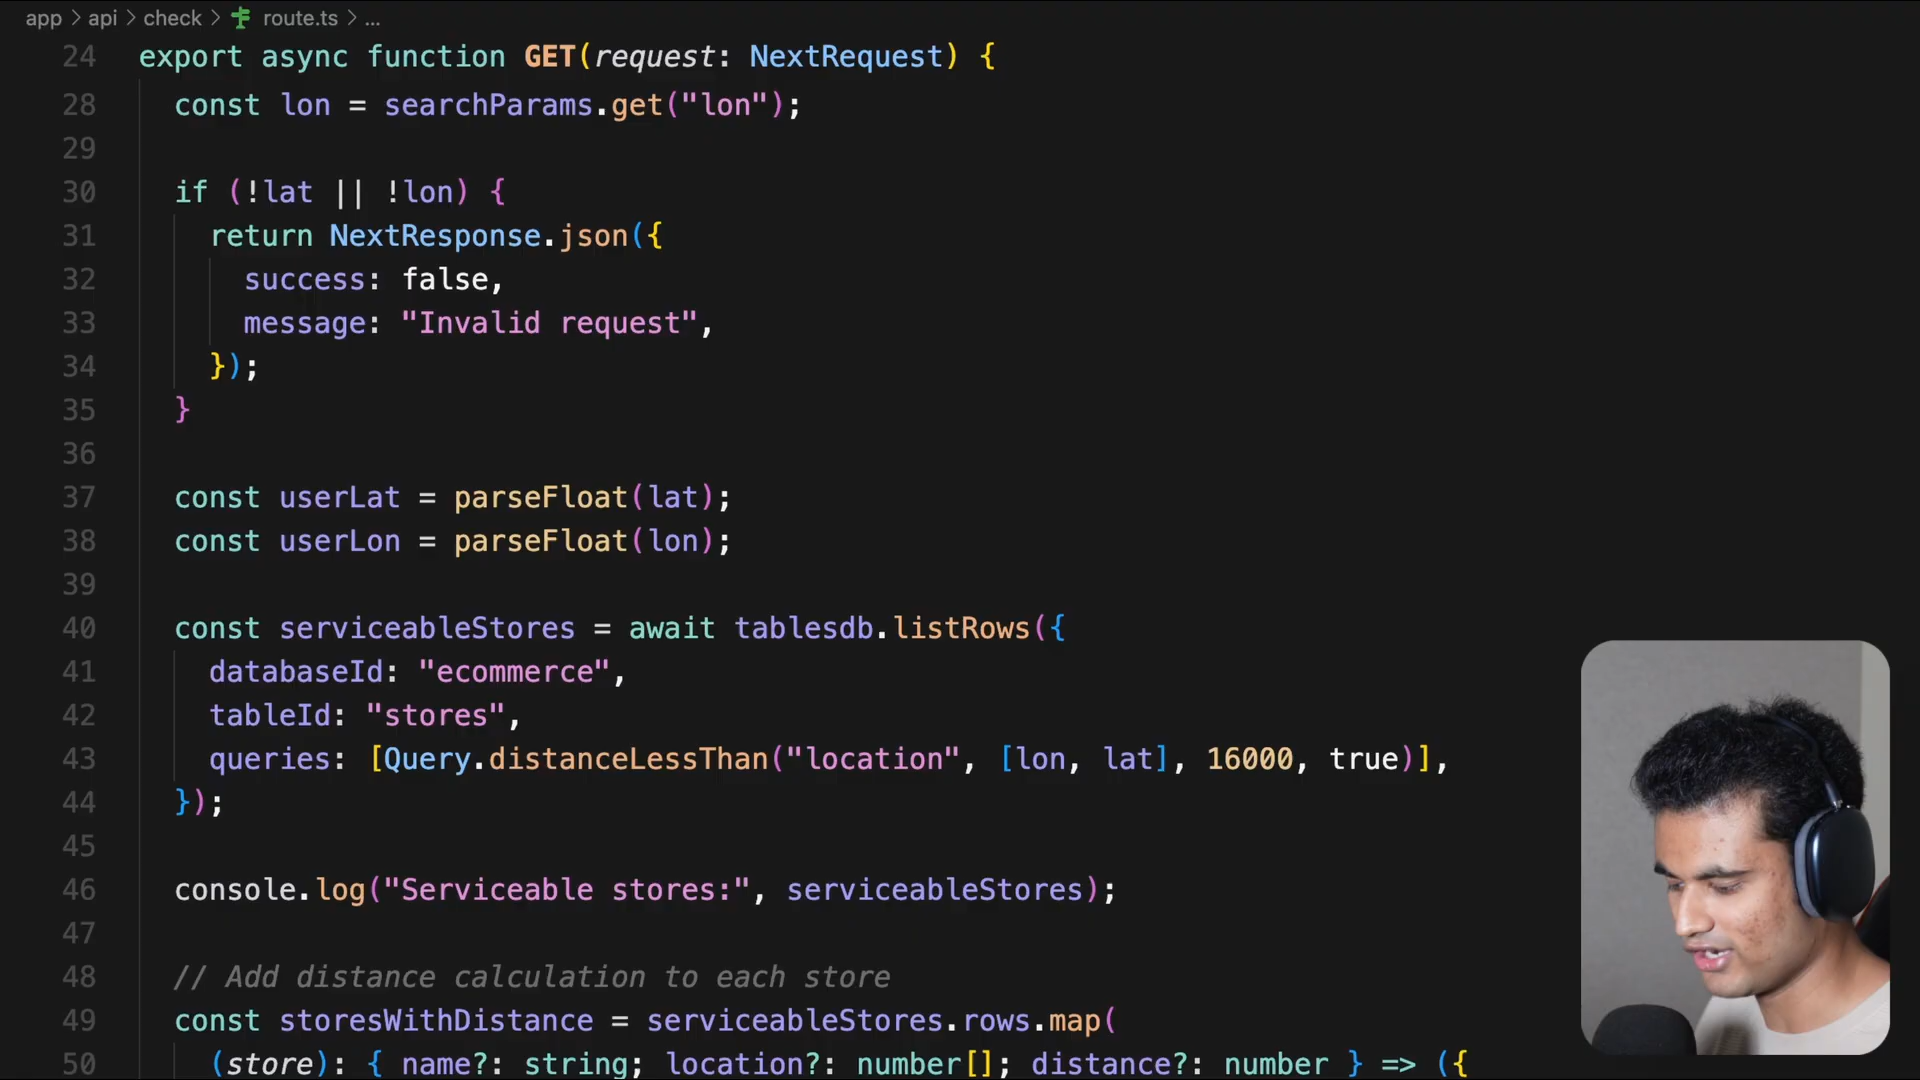 app > api > check > route.ts > ...
24 export async function GET(request: NextRequest) {
28 const lon = searchParams.get("lon");
29
30 if (!lat || !lon) {
31 return NextResponse.json({
32 success: false,
33 message: "Invalid request",
34 });
35 }
36
37 const userLat = parseFloat(lat);
38 const userLon = parseFloat(lon);
39
40 const serviceableStores = await tablesdb.listRows({
41 databaseId: "ecommerce",
42 tableId: "stores",
43 queries: [Query.distanceLessThan("location", [lon, lat], 16000, true)],
44 });
45
46 console.log("Serviceable stores:", serviceableStores);
47
48 // Add distance calculation to each store
49 const storesWithDistance = serviceableStores.rows.map(
50 (store): { name?: string; location?: number[]; distance?: number } => ({